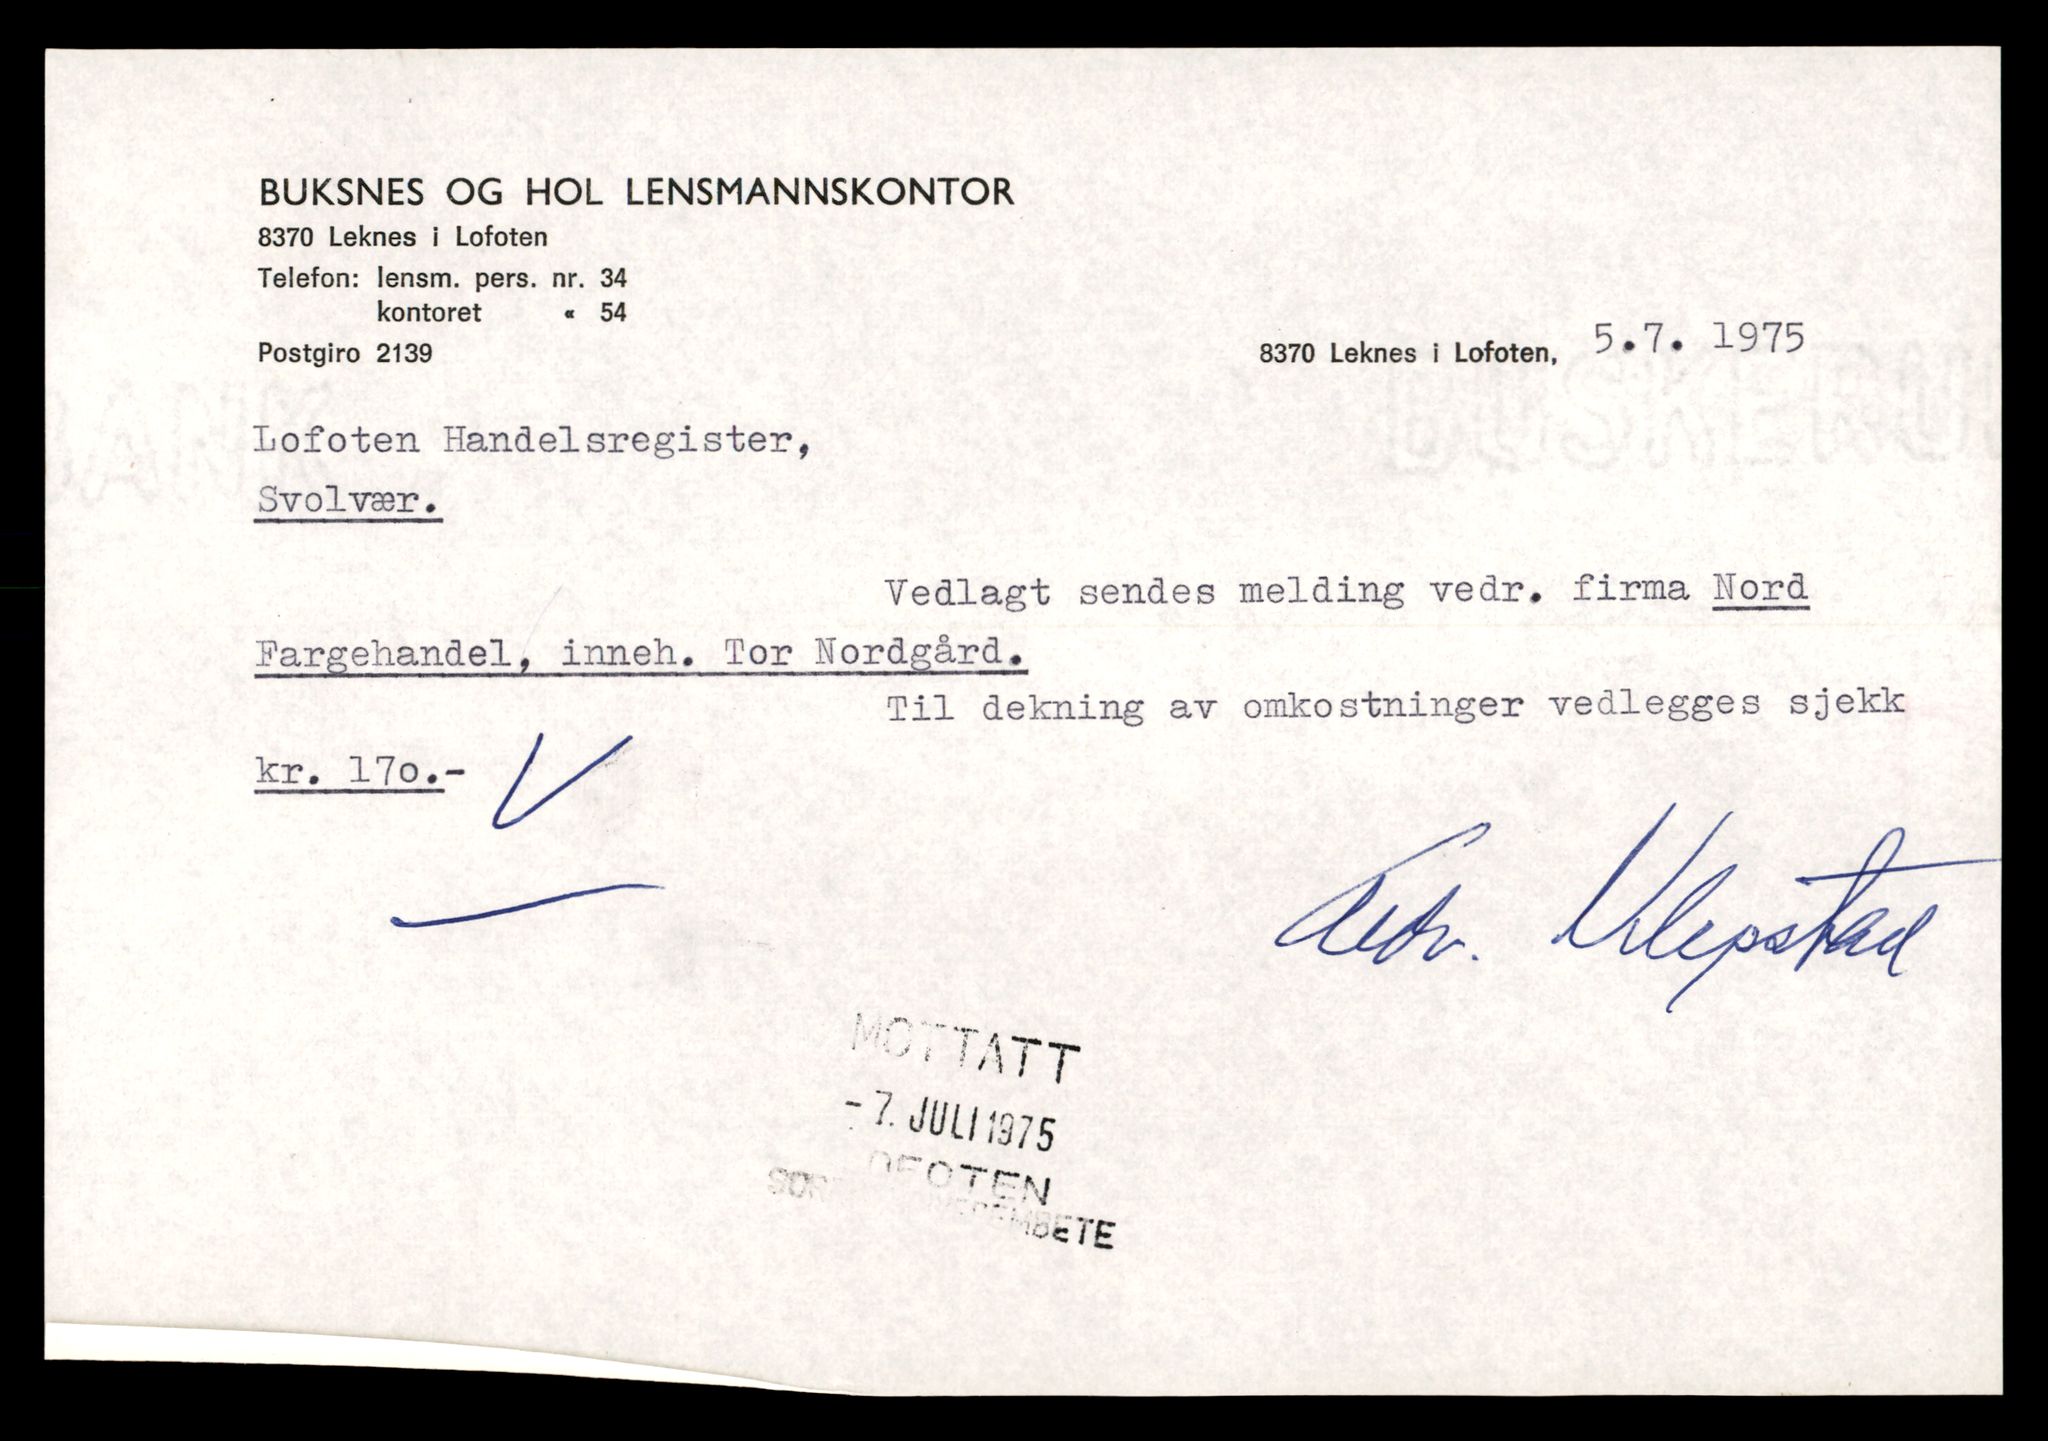 BUKSNES OG HOL LENSMANNSKONTOR
8370 Leknes i Lofoten
Telefon: lensm. pers. nr. 34
kontoret « 54
Postgiro 2139
8370 Leknes i Lofoten, 5.7. 1975
Lofoten Handelsregister,
Svolvær.
Vedlagt sendes melding vedr. firma Nord
Fargehandel, inneh. Tor Nordgård.
Til dekning av omkostninger vedlegges sjekk
kr. 17o.-
Klepstad
MOTTATT
-7. JULI 1975
OFOTEN